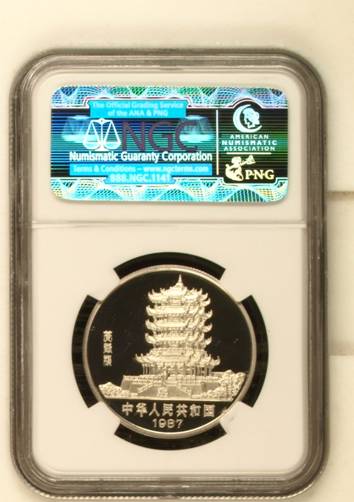 The Official Grading Service
of the ANA & PNG
NGC
Numismatic Guaranty Corporation
Terms & Conditions – www.ngcterms.com
888.NGC.1141
AMERICAN
NUMISMATIC
ASSOCIATION
PNG
黄鹤楼
中华人民共和国
1987